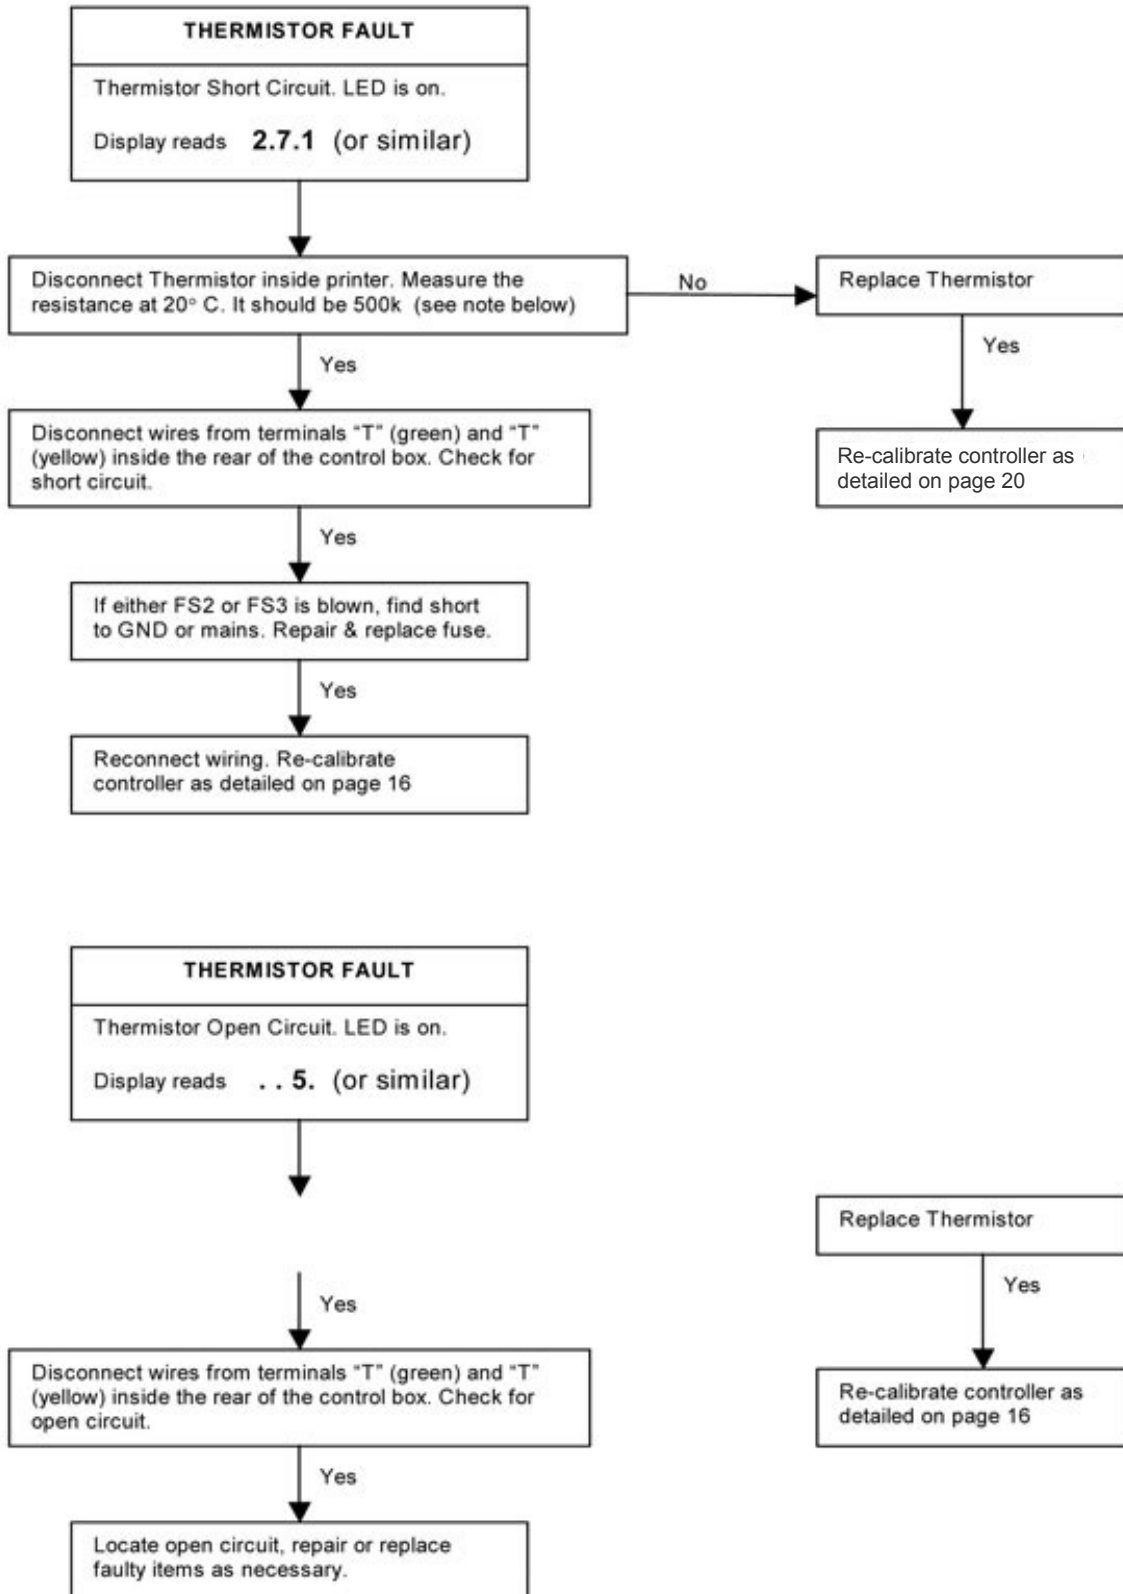 THERMISTOR FAULT
Thermistor Short Circuit. LED is on.
Display reads 2.7.1 (or similar)
Disconnect Thermistor inside printer. Measure the
resistance at 20° C. It should be 500k (see note below)
No
Replace Thermistor
Yes
Re-calibrate controller as
detailed on page 20
Yes
Disconnect wires from terminals “T” (green) and “T”
(yellow) inside the rear of the control box. Check for
short circuit.
Yes
If either FS2 or FS3 is blown, find short
to GND or mains. Repair & replace fuse.
Yes
Reconnect wiring. Re-calibrate
controller as detailed on page 16
THERMISTOR FAULT
Thermistor Open Circuit. LED is on.
Display reads . . 5. (or similar)
Replace Thermistor
Yes
Re-calibrate controller as
detailed on page 16
Yes
Disconnect wires from terminals “T” (green) and “T”
(yellow) inside the rear of the control box. Check for
open circuit.
Yes
Locate open circuit, repair or replace
faulty items as necessary.